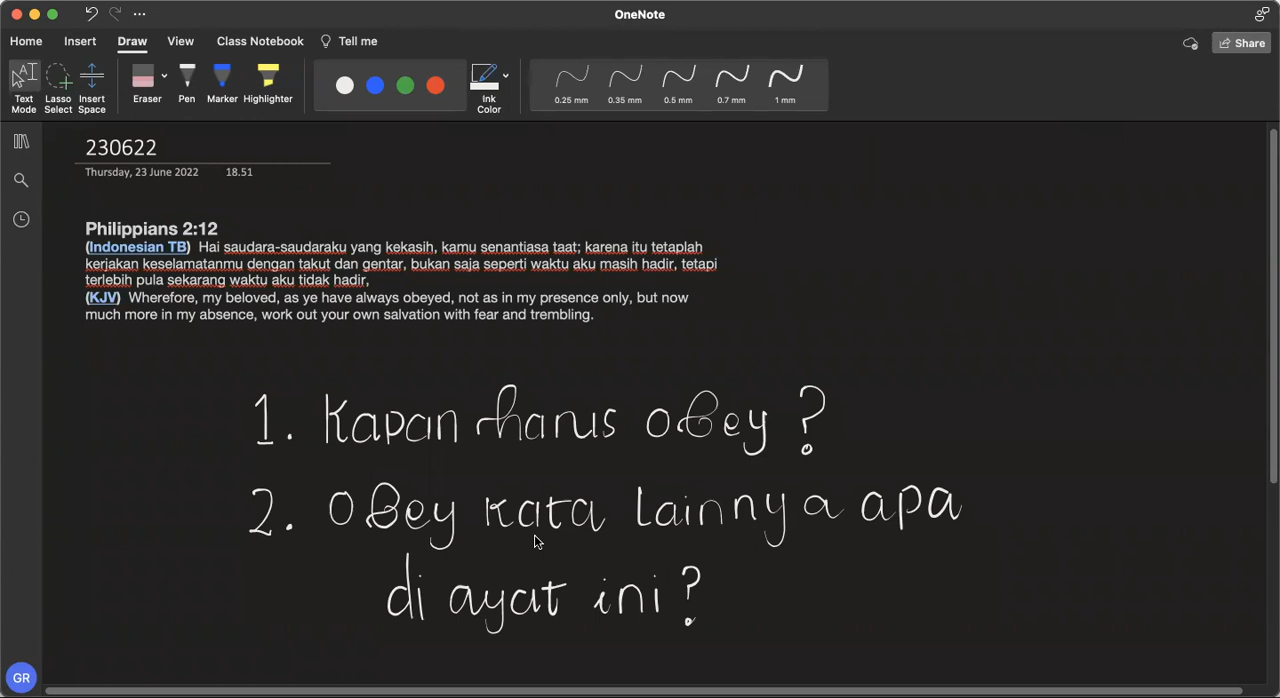 OneNote
Home Insert Draw View Class Notebook Tell me
Share
Text Mode
Lasso Select
Insert Space
Eraser
Pen
Marker
Highlighter
Ink Color
0.25 mm 0.35 mm 0.5 mm 0.7 mm 1 mm
230622
Thursday, 23 June 2022 18.51
Philippians 2:12
(Indonesian TB) Hai saudara-saudaraku yang kekasih, kamu senantiasa taat; karena itu tetaplah
kerjakan keselamatanmu dengan takut dan gentar, bukan saja seperti waktu aku masih hadir, tetapi
terlebih pula sekarang waktu aku tidak hadir,
(KJV) Wherefore, my beloved, as ye have always obeyed, not as in my presence only, but now
much more in my absence, work out your own salvation with fear and trembling.
1. Kapan harus obey ?
2. Obey kata lainnya apa
di ayat ini ?
GR